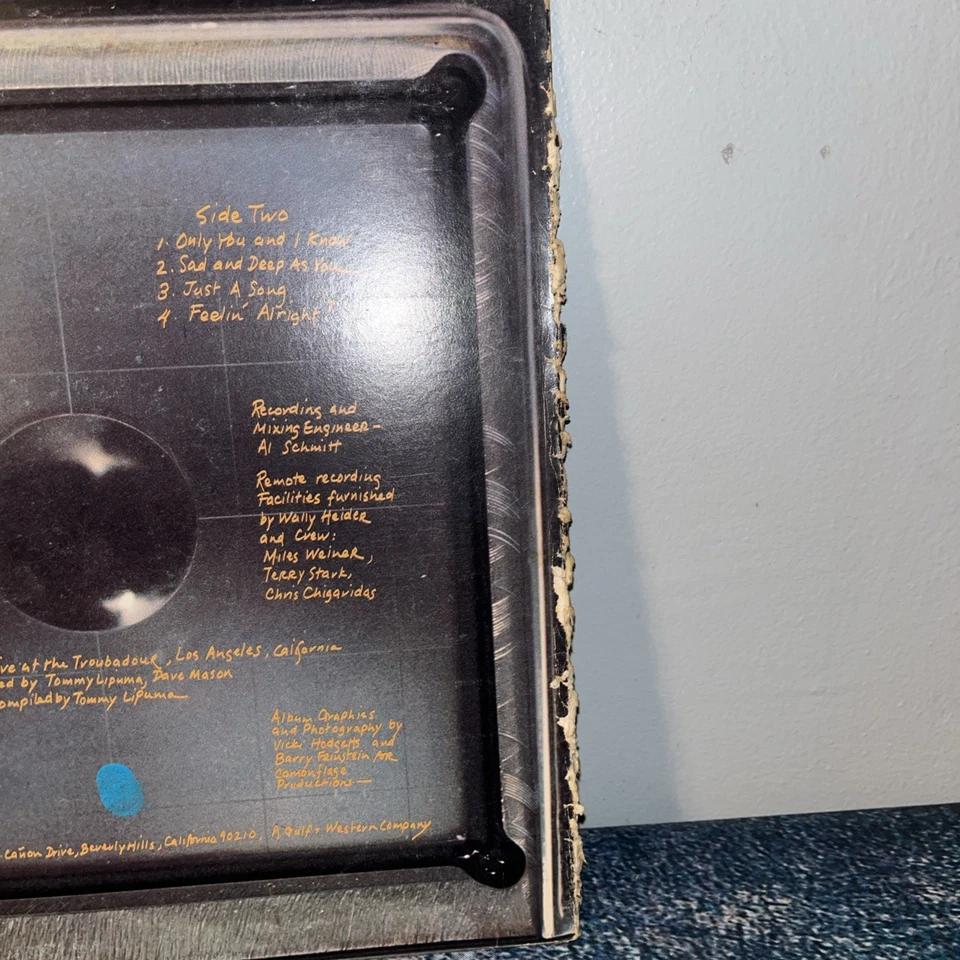 Side Two
1. Only You and I Know
2. Sad and Deep As You
3. Just A Song
4. Feelin' Alright
Recording and
Mixing Engineer-
Al Schmitt
Remote recording
Facilities furnished
by Wally Heider
and Crew:
Miles Weiner,
Terry Stark,
Chris Chigaridas
ve at the Troubadour, Los Angeles, California
ed by Tommy Lipuma, Dave Mason
ompiled by Tommy Lipuma
Album Graphics
and Photography by
Vicki Hodgetts and
Barry Feinstein for
Camouflage
Productions—
Cañon Drive, Beverly Hills, California 90210. A Gulf + Western Company